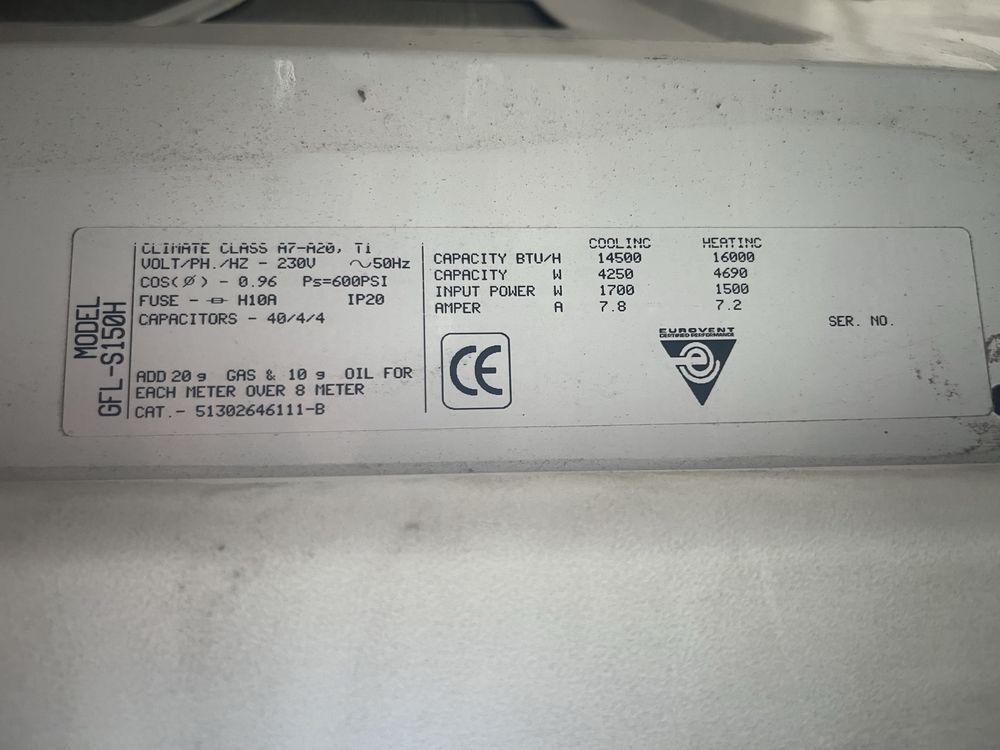 MODEL
GFL-S150H
CLIMATE CLASS A7-A20, Ti
VOLT/PH./HZ - 230V ~50Hz
COS(Ø) - 0.96 Ps=600PSI
FUSE - H10A IP20
CAPACITORS - 40/4/4
ADD 20 g GAS & 10 g OIL FOR
EACH METER OVER 8 METER
CAT.- 51302646111-B
COOLING HEATING
CAPACITY BTU/H 14500 16000
CAPACITY W 4250 4690
INPUT POWER W 1700 1500
AMPER A 7.8 7.2
CE
EUROVENT
CERTIFIED PERFORMANCE
SER. NO.